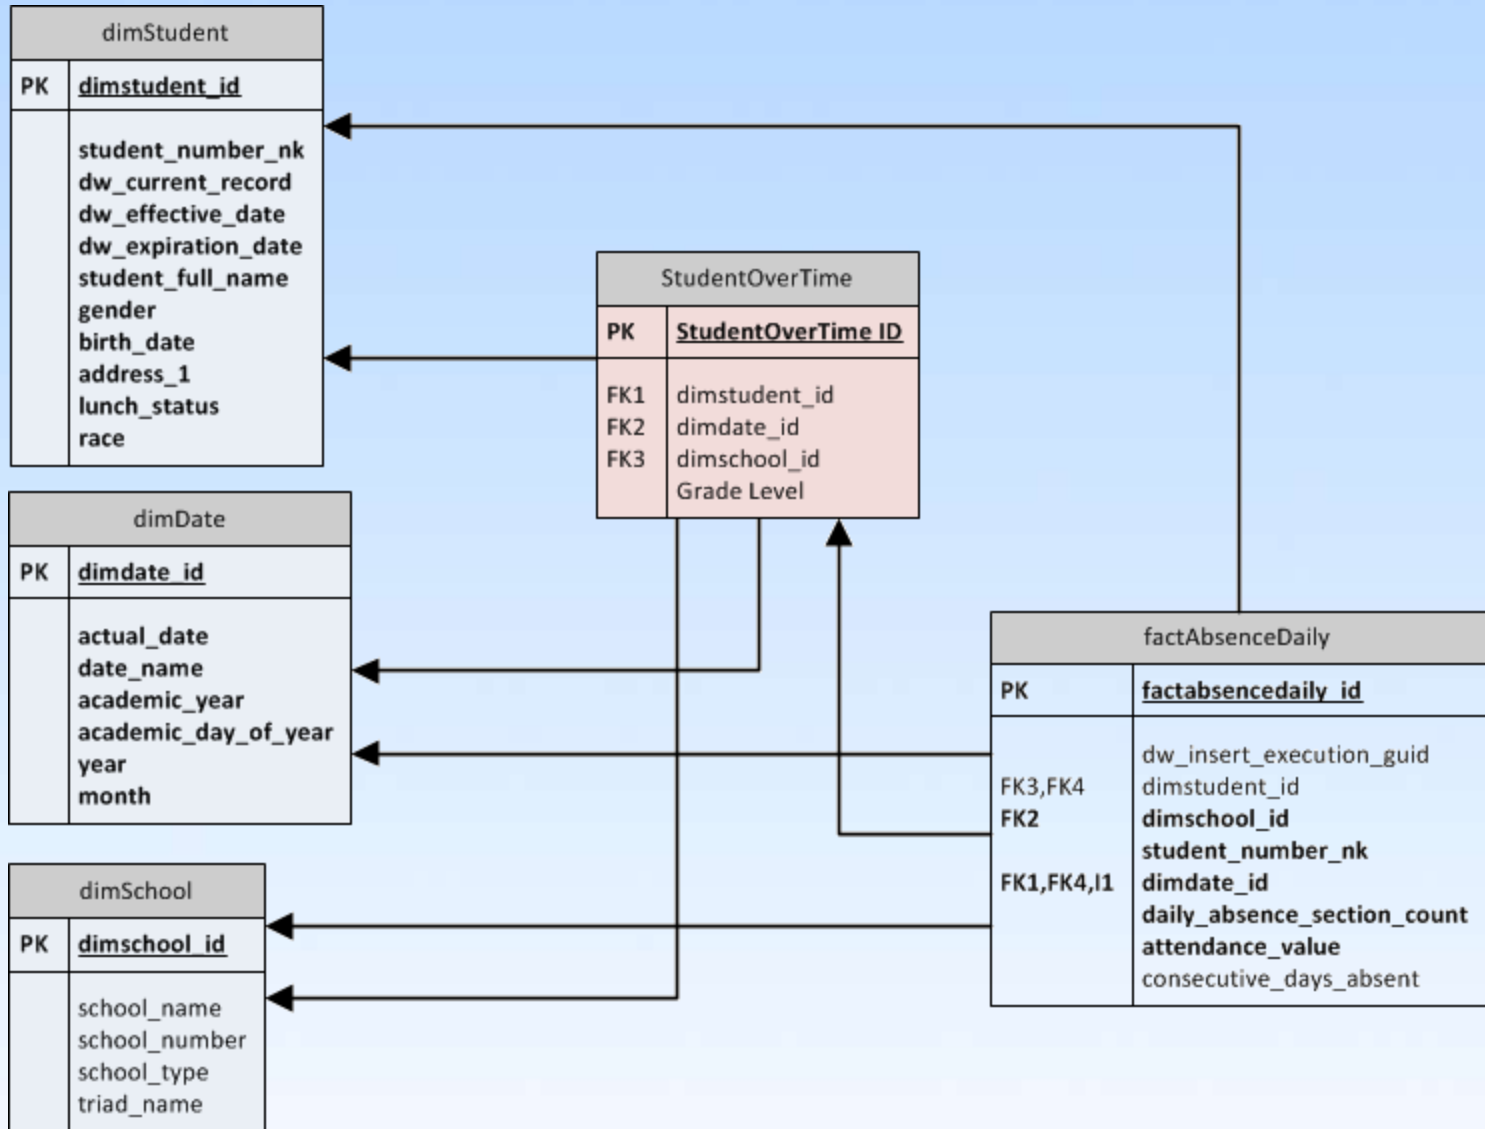 dimStudent
PK dimstudent_id
student_number_nk
dw_current_record
dw_effective_date
dw_expiration_date
student_full_name
gender
birth_date
address_1
lunch_status
race
StudentOverTime
PK StudentOverTime ID
FK1 dimstudent_id
FK2 dimdate_id
FK3 dimschool_id
Grade Level
dimDate
PK dimdate_id
actual_date
date_name
academic_year
academic_day_of_year
year
month
factAbsenceDaily
PK factabsencedaily_id
dw_insert_execution_guid
FK3,FK4 dimstudent_id
FK2 dimschool_id
student_number_nk
FK1,FK4,I1 dimdate_id
daily_absence_section_count
attendance_value
consecutive_days_absent
dimSchool
PK dimschool_id
school_name
school_number
school_type
triad_name